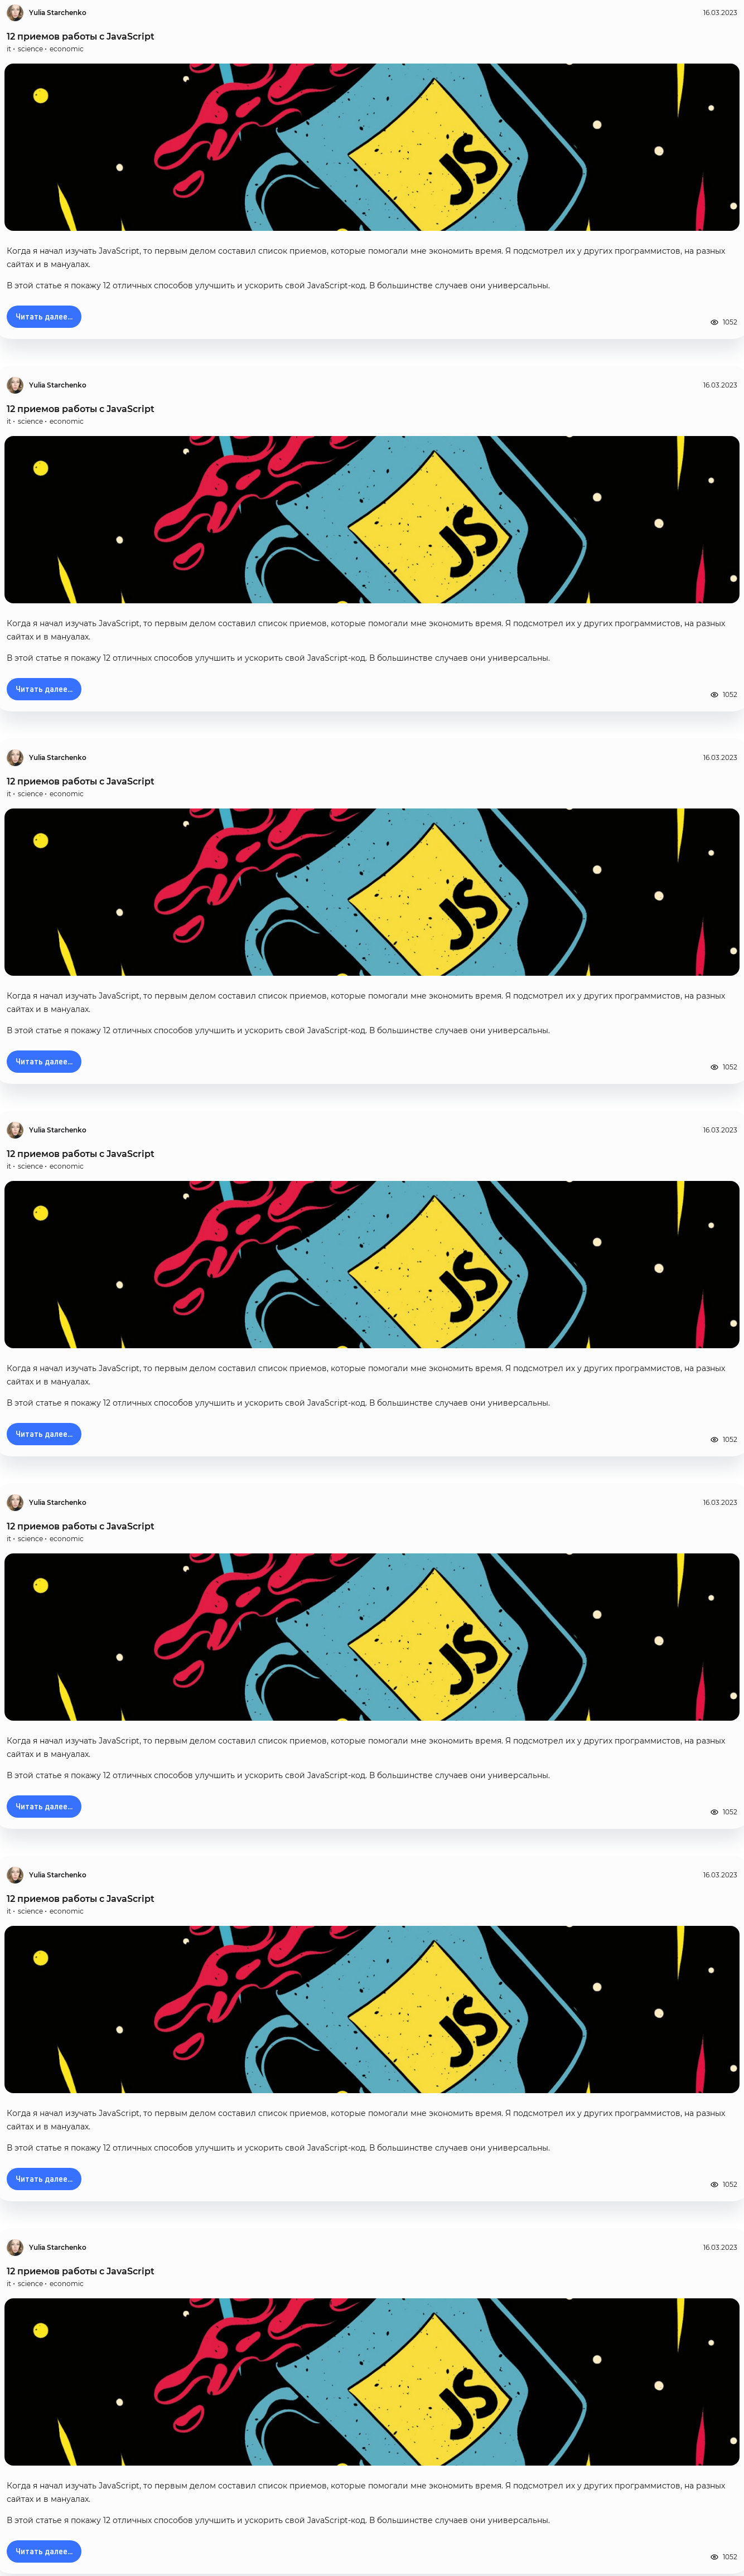 Yulia Starchenko
16.03.2023
12 приемов работы с JavaScript
it • science • economic
JS
Когда я начал изучать JavaScript, то первым делом составил список приемов, которые помогали мне экономить время. Я подсмотрел их у других программистов, на разных
сайтах и в мануалах.
В этой статье я покажу 12 отличных способов улучшить и ускорить свой JavaScript-код. В большинстве случаев они универсальны.
Читать далее...
1052
Yulia Starchenko
16.03.2023
12 приемов работы с JavaScript
it • science • economic
JS
Когда я начал изучать JavaScript, то первым делом составил список приемов, которые помогали мне экономить время. Я подсмотрел их у других программистов, на разных
сайтах и в мануалах.
В этой статье я покажу 12 отличных способов улучшить и ускорить свой JavaScript-код. В большинстве случаев они универсальны.
Читать далее...
1052
Yulia Starchenko
16.03.2023
12 приемов работы с JavaScript
it • science • economic
JS
Когда я начал изучать JavaScript, то первым делом составил список приемов, которые помогали мне экономить время. Я подсмотрел их у других программистов, на разных
сайтах и в мануалах.
В этой статье я покажу 12 отличных способов улучшить и ускорить свой JavaScript-код. В большинстве случаев они универсальны.
Читать далее...
1052
Yulia Starchenko
16.03.2023
12 приемов работы с JavaScript
it • science • economic
JS
Когда я начал изучать JavaScript, то первым делом составил список приемов, которые помогали мне экономить время. Я подсмотрел их у других программистов, на разных
сайтах и в мануалах.
В этой статье я покажу 12 отличных способов улучшить и ускорить свой JavaScript-код. В большинстве случаев они универсальны.
Читать далее...
1052
Yulia Starchenko
16.03.2023
12 приемов работы с JavaScript
it • science • economic
JS
Когда я начал изучать JavaScript, то первым делом составил список приемов, которые помогали мне экономить время. Я подсмотрел их у других программистов, на разных
сайтах и в мануалах.
В этой статье я покажу 12 отличных способов улучшить и ускорить свой JavaScript-код. В большинстве случаев они универсальны.
Читать далее...
1052
Yulia Starchenko
16.03.2023
12 приемов работы с JavaScript
it • science • economic
JS
Когда я начал изучать JavaScript, то первым делом составил список приемов, которые помогали мне экономить время. Я подсмотрел их у других программистов, на разных
сайтах и в мануалах.
В этой статье я покажу 12 отличных способов улучшить и ускорить свой JavaScript-код. В большинстве случаев они универсальны.
Читать далее...
1052
Yulia Starchenko
16.03.2023
12 приемов работы с JavaScript
it • science • economic
JS
Когда я начал изучать JavaScript, то первым делом составил список приемов, которые помогали мне экономить время. Я подсмотрел их у других программистов, на разных
сайтах и в мануалах.
В этой статье я покажу 12 отличных способов улучшить и ускорить свой JavaScript-код. В большинстве случаев они универсальны.
Читать далее...
1052